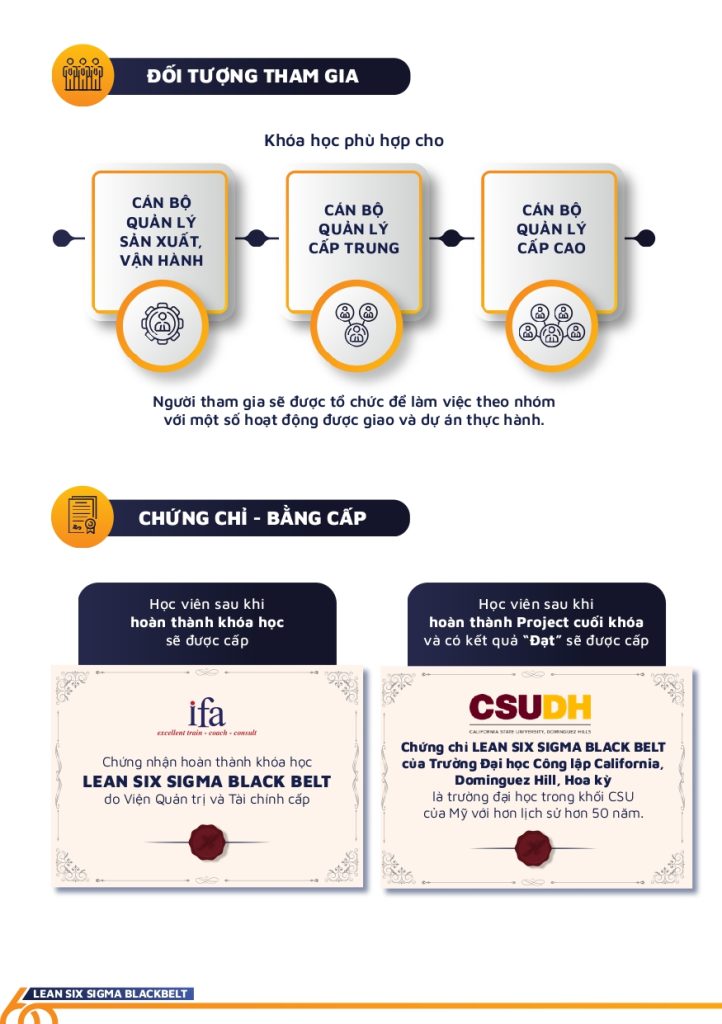 ĐỐI TƯỢNG THAM GIA
Khóa học phù hợp cho
CÁN BỘ
QUẢN LÝ
SẢN XUẤT,
VẬN HÀNH
CÁN BỘ
QUẢN LÝ
CẤP TRUNG
CÁN BỘ
QUẢN LÝ
CẤP CAO
Người tham gia sẽ được tổ chức để làm việc theo nhóm
với một số hoạt động được giao và dự án thực hành.
CHỨNG CHỈ - BẰNG CẤP
Học viên sau khi
hoàn thành khóa học
sẽ được cấp
ifa
excellent train - coach - consult
Chứng nhận hoàn thành khóa học
LEAN SIX SIGMA BLACK BELT
do Viện Quản trị và Tài chính cấp
Học viên sau khi
hoàn thành Project cuối khóa
và có kết quả “Đạt” sẽ được cấp
CSUDH
CALIFORNIA STATE UNIVERSITY, DOMINGUEZ HILLS
Chứng chỉ LEAN SIX SIGMA BLACK BELT
của Trường Đại học Công lập California,
Dominguez Hill, Hoa kỳ
là trường đại học trong khối CSU
của Mỹ với hơn lịch sử hơn 50 năm.
LEAN SIX SIGMA BLACKBELT